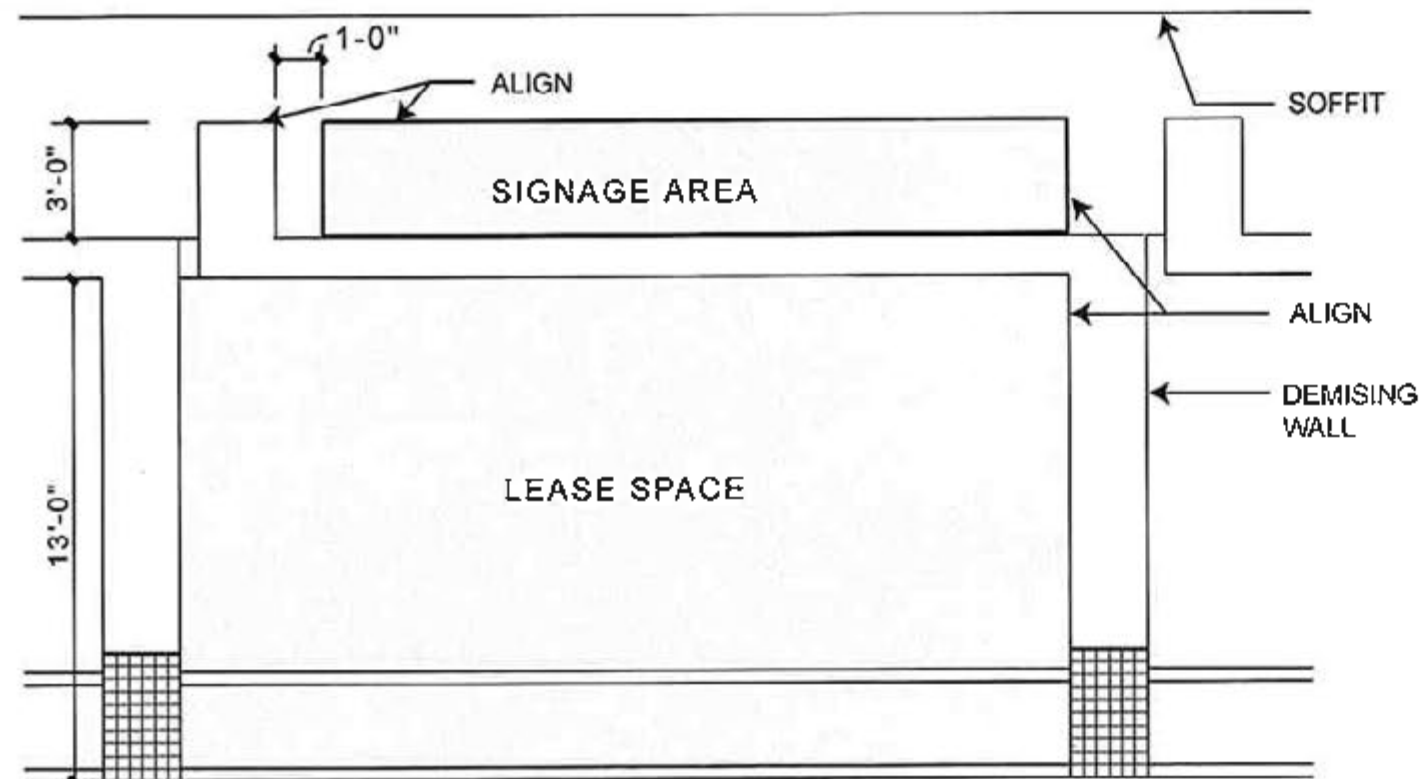 1-0"
ALIGN
SOFFIT
3'-0"
SIGNAGE AREA
ALIGN
DEMISING
WALL
LEASE SPACE
13'-0"